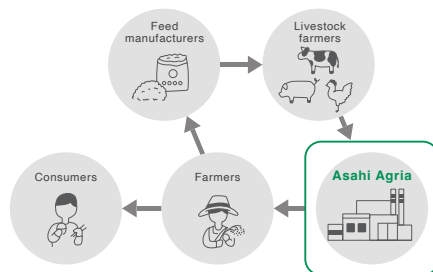 Feed
manufacturers
Livestock
farmers
Consumers
Farmers
Asahi Agria